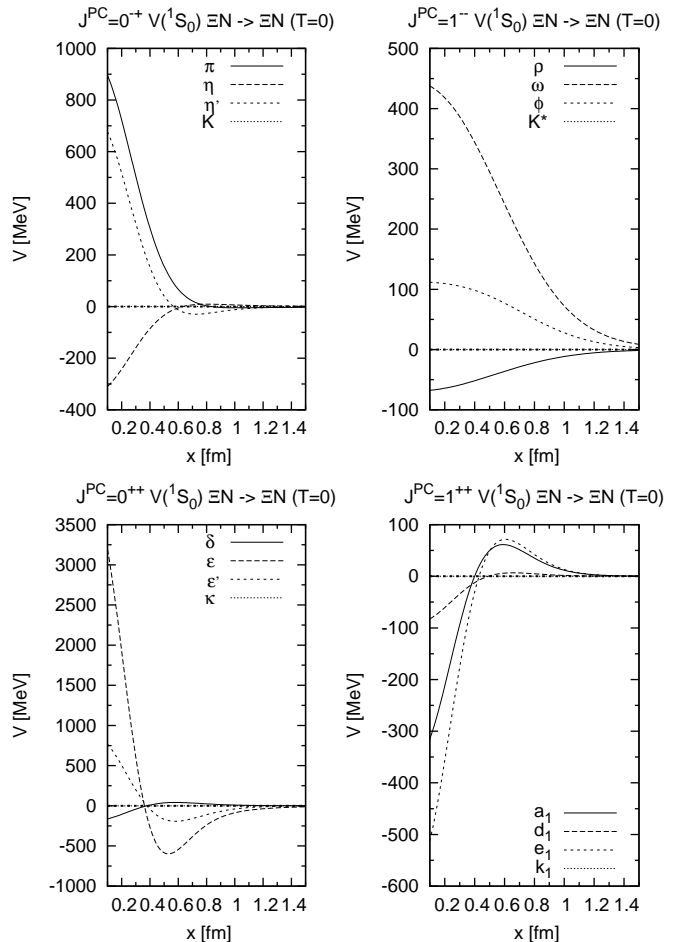 J^PC=0^-+ V(^1S_0) ΞN -> ΞN (T=0)
π
η
η’
K
1000
800
600
400
200
0
-200
-400
V [MeV]
0.2 0.4 0.6 0.8 1 1.2 1.4
x [fm]
J^PC=1^-- V(^1S_0) ΞN -> ΞN (T=0)
ρ
ω
ϕ
K^*
500
400
300
200
100
0
-100
V [MeV]
0.2 0.4 0.6 0.8 1 1.2 1.4
x [fm]
J^PC=0^++ V(^1S_0) ΞN -> ΞN (T=0)
δ
ε
ε’
κ
3500
3000
2500
2000
1500
1000
500
0
-500
-1000
V [MeV]
0.2 0.4 0.6 0.8 1 1.2 1.4
x [fm]
J^PC=1^++ V(^1S_0) ΞN -> ΞN (T=0)
100
0
-100
-200
-300
-400
-500
-600
V [MeV]
a_1
d_1
e_1
k_1
0.2 0.4 0.6 0.8 1 1.2 1.4
x [fm]